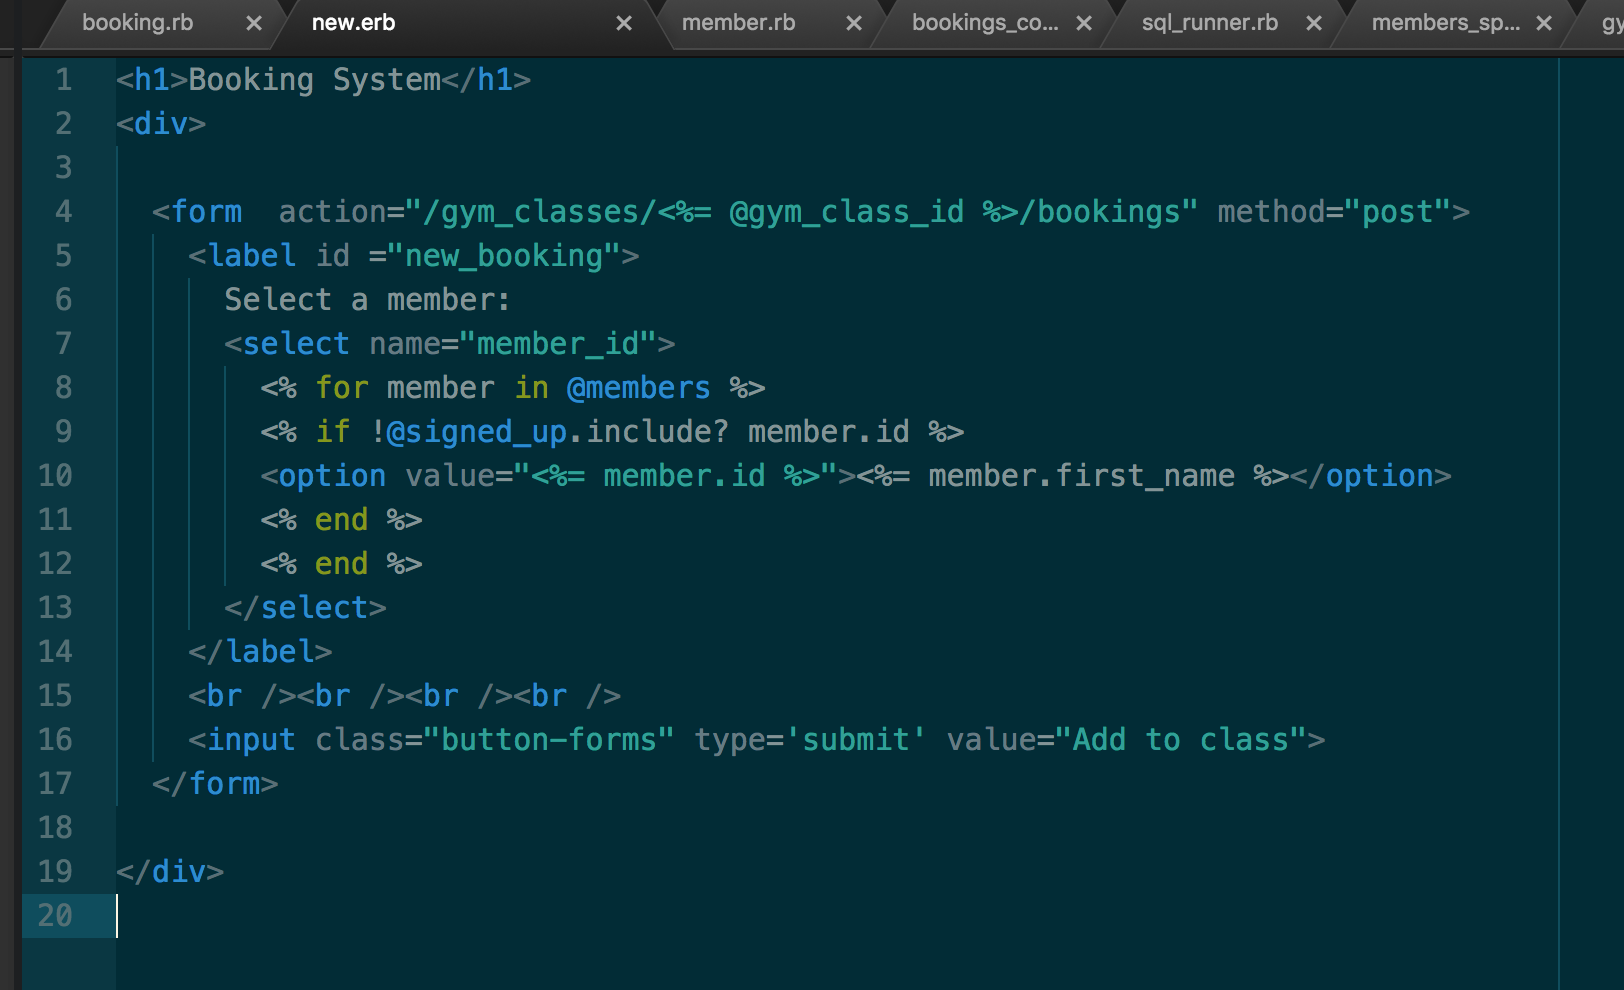 booking.rb × new.erb × member.rb × bookings_co... × sql_runner.rb × members_sp... × gy
1 <h1>Booking System</h1>
2 <div>
3
4   <form  action="/gym_classes/<%= @gym_class_id %>/bookings" method="post">
5     <label id ="new_booking">
6       Select a member:
7       <select name="member_id">
8         <% for member in @members %>
9         <% if !@signed_up.include? member.id %>
10         <option value="<%= member.id %>"><%= member.first_name %></option>
11         <% end %>
12         <% end %>
13       </select>
14     </label>
15     <br /><br /><br /><br />
16     <input class="button-forms" type='submit' value="Add to class">
17   </form>
18
19 </div>
20